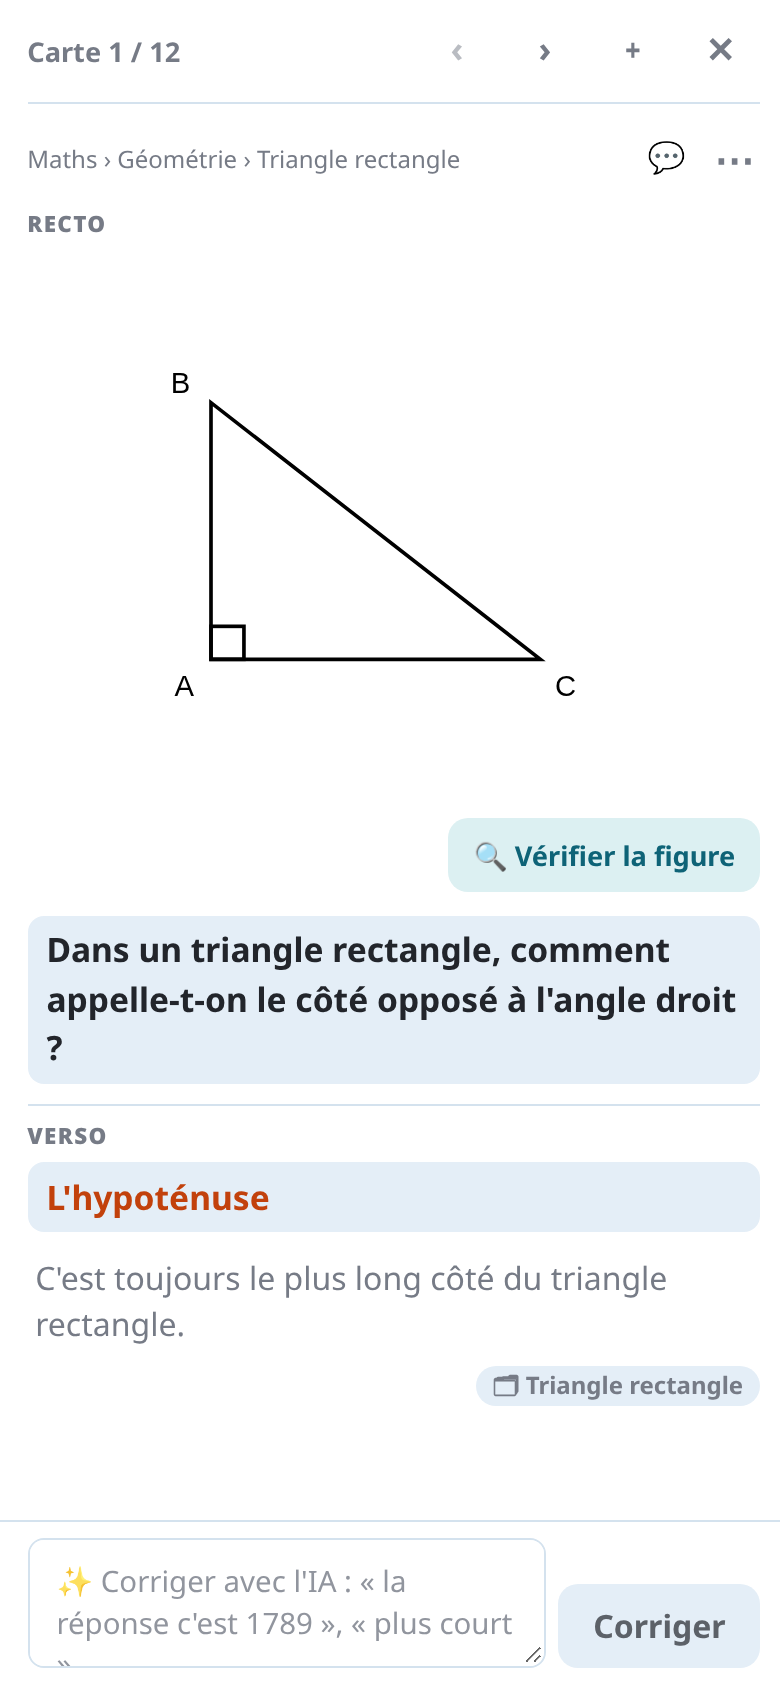 Carte 1 / 12 ‹ › + ✕
Maths › Géométrie › Triangle rectangle 💬 ...
RECTO
B
A C
🔍 Vérifier la figure
Dans un triangle rectangle, comment
appelle-t-on le côté opposé à l'angle droit
?
VERSO
L'hypoténuse
C'est toujours le plus long côté du triangle
rectangle.
🗂 Triangle rectangle
✨ Corriger avec l'IA : « la
réponse c'est 1789 », « plus court
»
Corriger